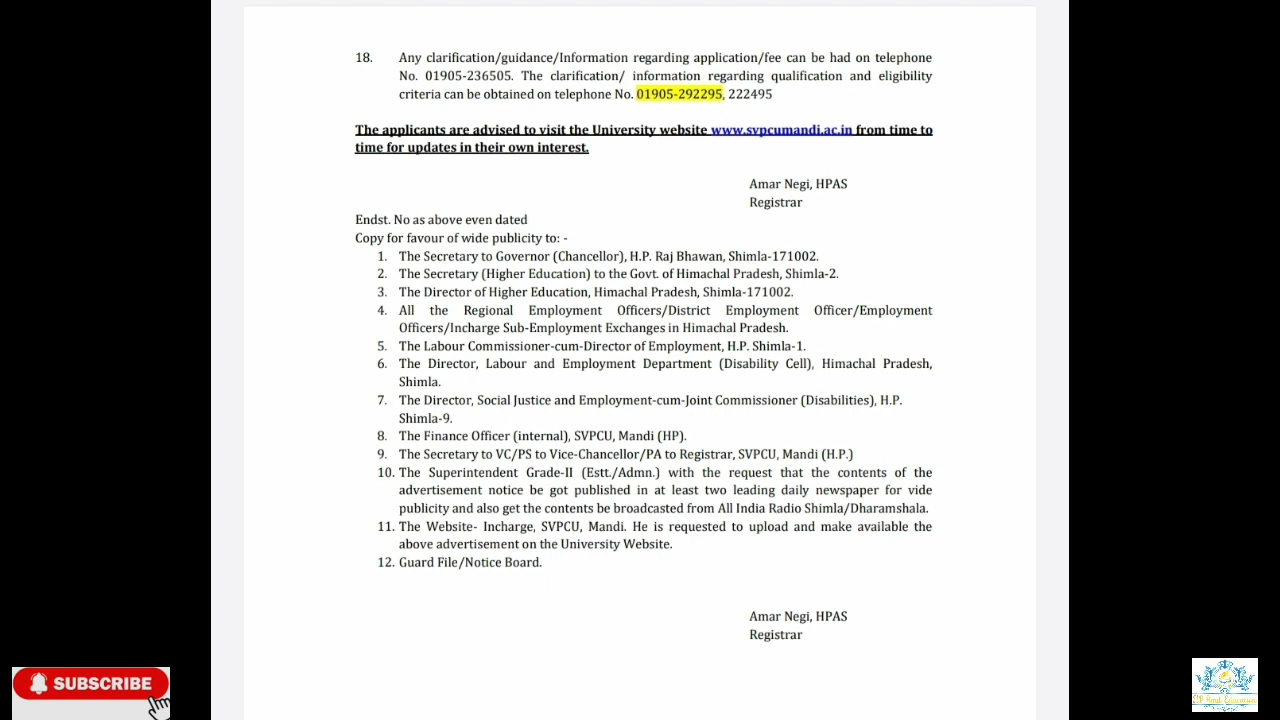 18. Any clarification/guidance/Information regarding application/fee can be had on telephone
No. 01905-236505. The clarification/ information regarding qualification and eligibility
criteria can be obtained on telephone No. 01905-292295, 222495
The applicants are advised to visit the University website www.svpcumandi.ac.in from time to
time for updates in their own interest.
Amar Negi, HPAS
Registrar
Endst. No as above even dated
Copy for favour of wide publicity to: -
1. The Secretary to Governor (Chancellor), H.P. Raj Bhawan, Shimla-171002.
2. The Secretary (Higher Education) to the Govt. of Himachal Pradesh, Shimla-2.
3. The Director of Higher Education, Himachal Pradesh, Shimla-171002.
4. All the Regional Employment Officers/District Employment Officer/Employment
Officers/Incharge Sub-Employment Exchanges in Himachal Pradesh.
5. The Labour Commissioner-cum-Director of Employment, H.P. Shimla-1.
6. The Director, Labour and Employment Department (Disability Cell), Himachal Pradesh,
Shimla.
7. The Director, Social Justice and Employment-cum-Joint Commissioner (Disabilities), H.P.
Shimla-9.
8. The Finance Officer (internal), SVPCU, Mandi (HP).
9. The Secretary to VC/PS to Vice-Chancellor/PA to Registrar, SVPCU, Mandi (H.P.)
10. The Superintendent Grade-II (Estt./Admn.) with the request that the contents of the
advertisement notice be got published in at least two leading daily newspaper for vide
publicity and also get the contents be broadcasted from All India Radio Shimla/Dharamshala.
11. The Website- Incharge, SVPCU, Mandi. He is requested to upload and make available the
above advertisement on the University Website.
12. Guard File/Notice Board.
Amar Negi, HPAS
Registrar
SUBSCRIBE